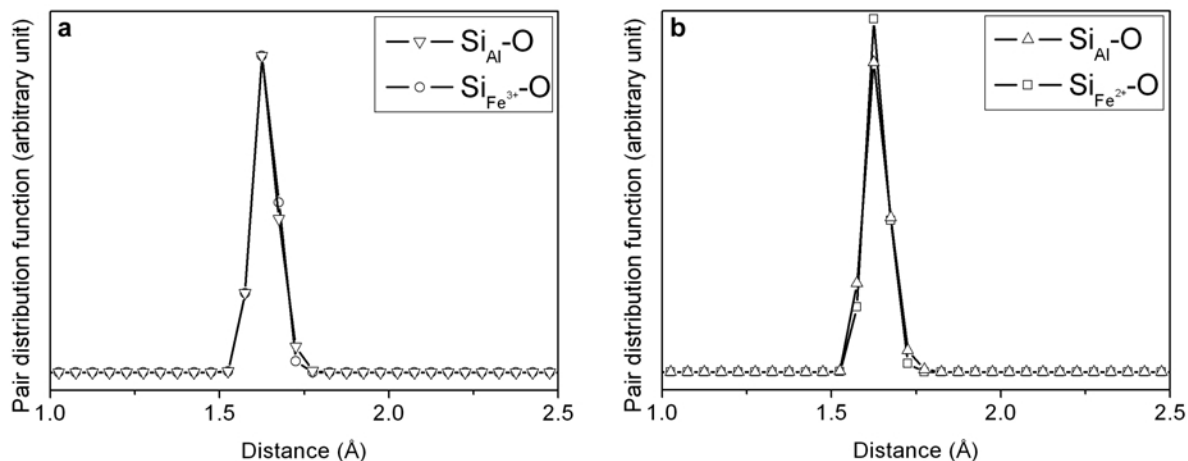 a
Si_Al-O
Si_Fe³⁺-O
Pair distribution function (arbitrary unit)
1.0 1.5 2.0 2.5
Distance (Å)
b
Si_Al-O
Si_Fe²⁺-O
Pair distribution function (arbitrary unit)
1.0 1.5 2.0 2.5
Distance (Å)